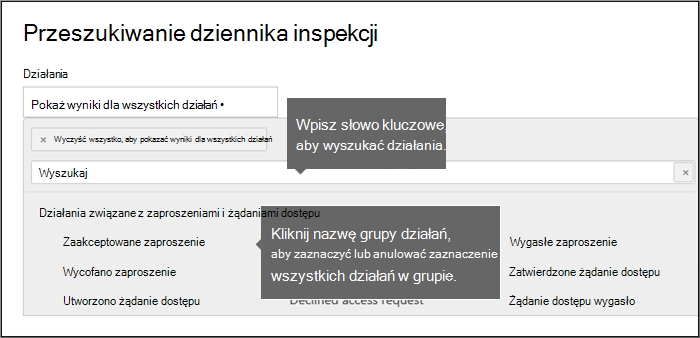 Przeszukiwanie dziennika inspekcji
Działania
Pokaż wyniki dla wszystkich działań •
Wpisz słowo kluczowe,
aby wyszukać działania.
× Wyczyść wszystko, aby pokazać wyniki dla wszystkich działań
Wyszukaj ×
Działania związane z zaproszeniami i żądaniami dostępu
Kliknij nazwę grupy działań,
aby zaznaczyć lub anulować zaznaczenie
wszystkich działań w grupie.
Zaakceptowane zaproszenie
Wygasłe zaproszenie
Wycofano zaproszenie
Zatwierdzone żądanie dostępu
Utworzono żądanie dostępu
Declined access request
Żądanie dostępu wygasło